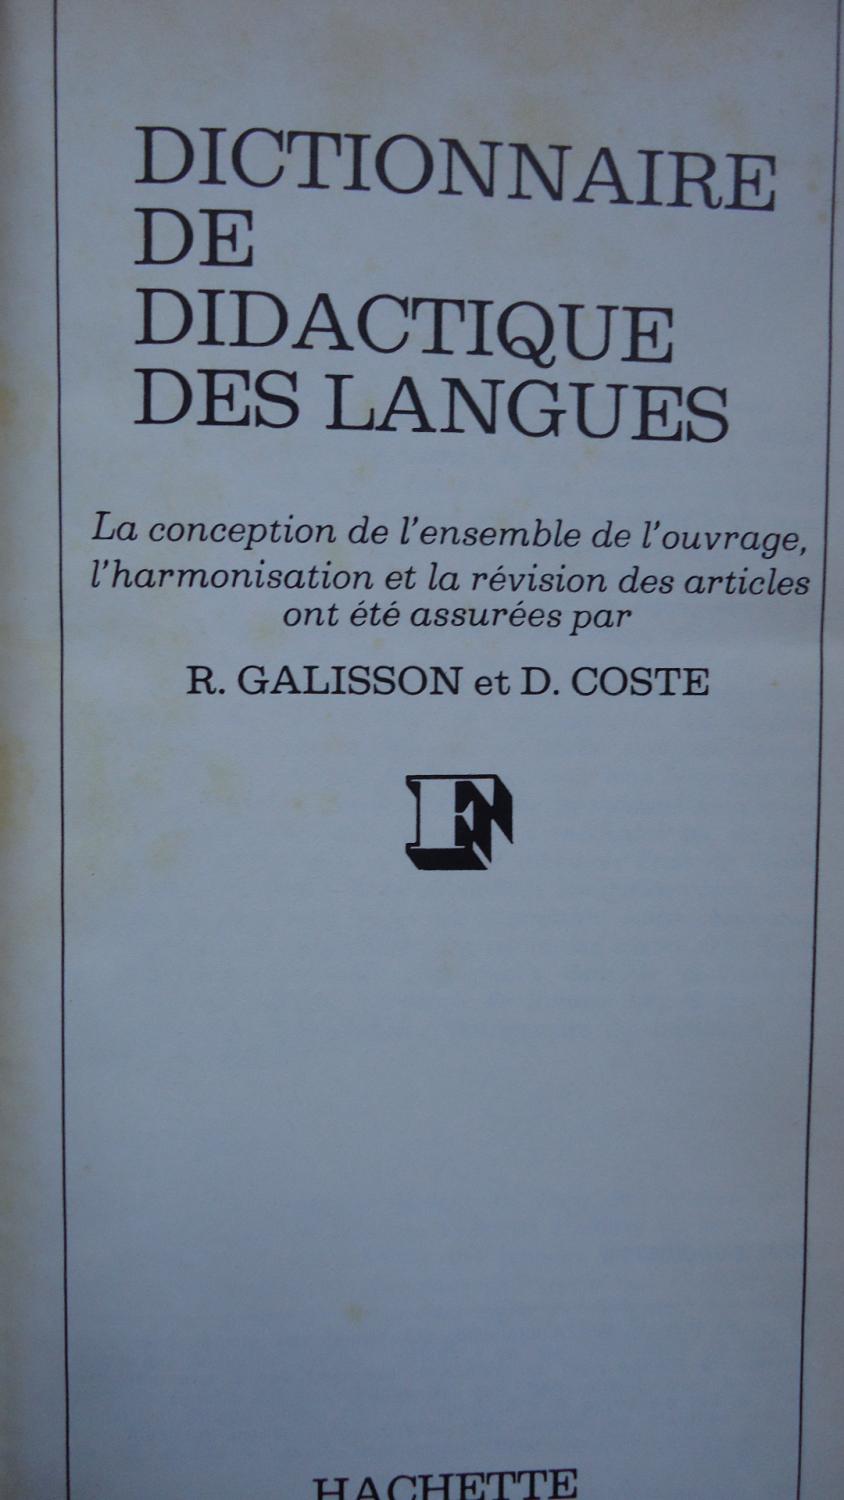 DICTIONNAIRE
DE
DIDACTIQUE
DES LANGUES
La conception de l'ensemble de l'ouvrage,
l'harmonisation et la révision des articles
ont été assurées par
R. GALISSON et D. COSTE
F
HACHETTE